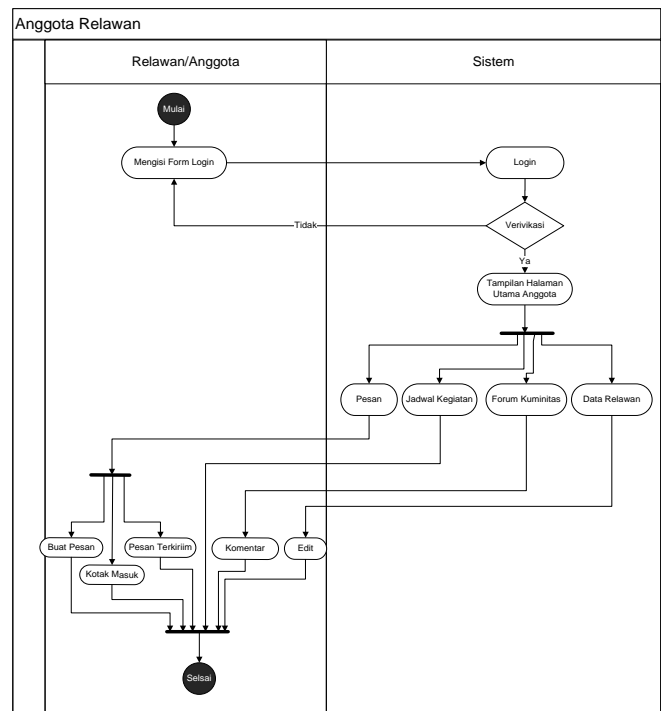 Anggota Relawan
Relawan/Anggota
Sistem
Mulai
Mengisi Form Login
Login
Tidak
Verivikasi
Ya
Tampilan Halaman
Utama Anggota
Pesan
Jadwal Kegiatan
Forum Kuminitas
Data Relawan
Buat Pesan
Pesan Terkiriim
Komentar
Edit
Kotak Masuk
Selsai